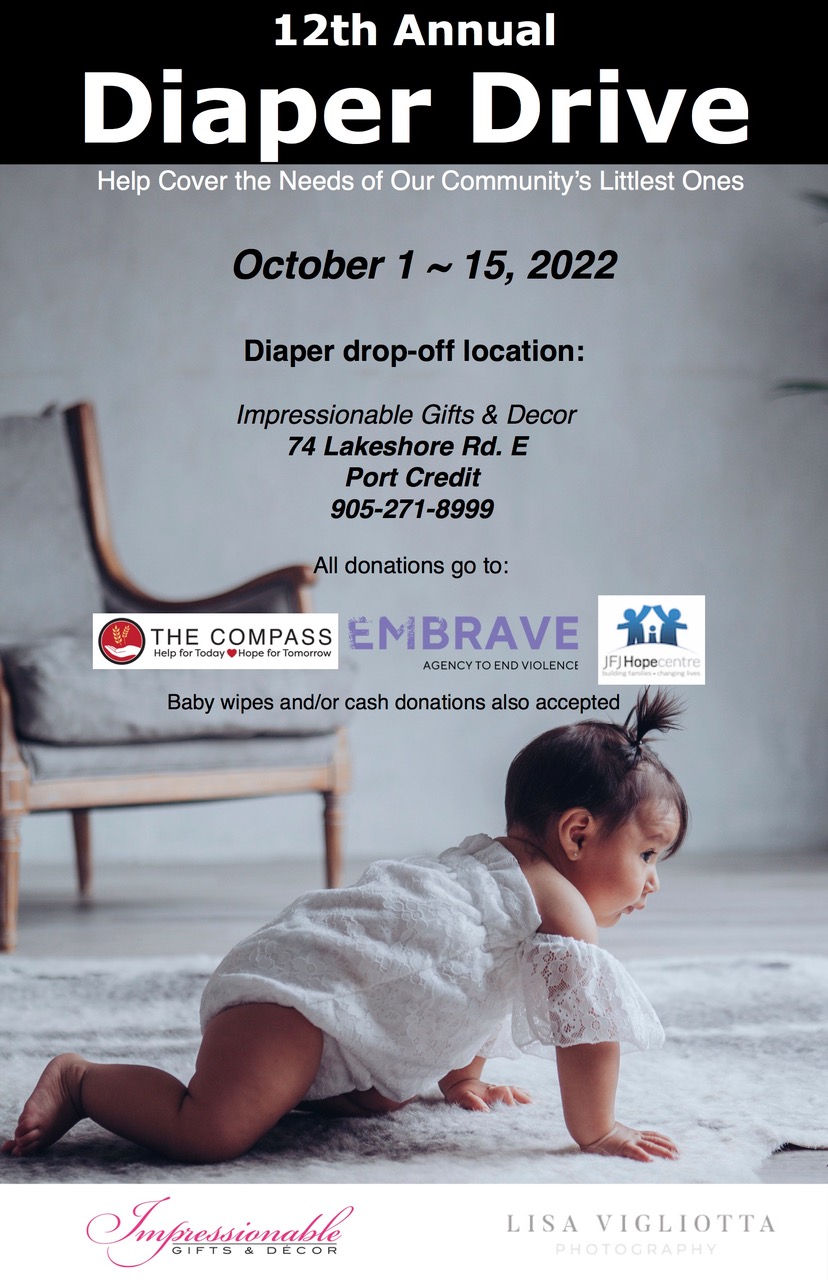 12th Annual
Diaper Drive
Help Cover the Needs of Our Community's Littlest Ones
October 1 ~ 15, 2022
Diaper drop-off location:
Impressionable Gifts & Decor
74 Lakeshore Rd. E
Port Credit
905-271-8999
All donations go to:
THE COMPASS
Help for Today Hope for Tomorrow
EMBRAVE
AGENCY TO END VIOLENCE
JFJ Hopecentre
building families • changing lives
Baby wipes and/or cash donations also accepted
Impressionable
GIFTS & DÉCOR
LISA VIGLIOTTA
PHOTOGRAPHY